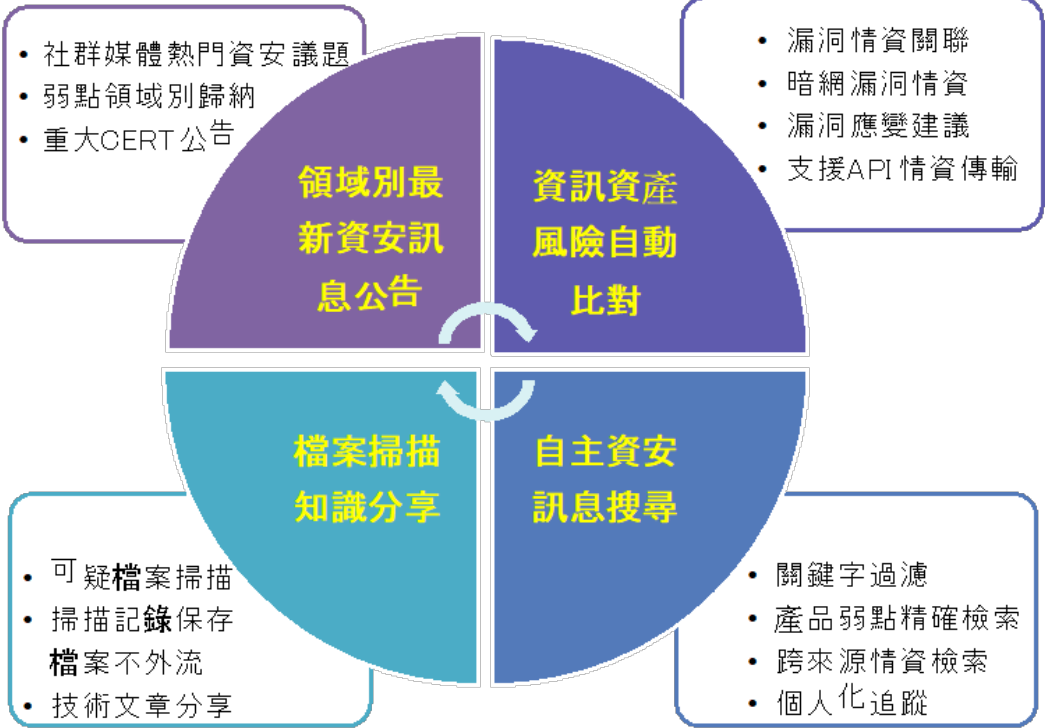 • 社群媒體熱門資安議題
• 弱點領域別歸納
• 重大CERT公告
領域別最
新資安訊
息公告
• 漏洞情資關聯
• 暗網漏洞情資
• 漏洞應變建議
• 支援API情資傳輸
資訊資產
風險自動
比對
檔案掃描
知識分享
• 可疑檔案掃描
• 掃描記錄保存
檔案不外流
• 技術文章分享
自主資安
訊息搜尋
• 關鍵字過濾
• 產品弱點精確檢索
• 跨來源情資檢索
• 個人化追蹤